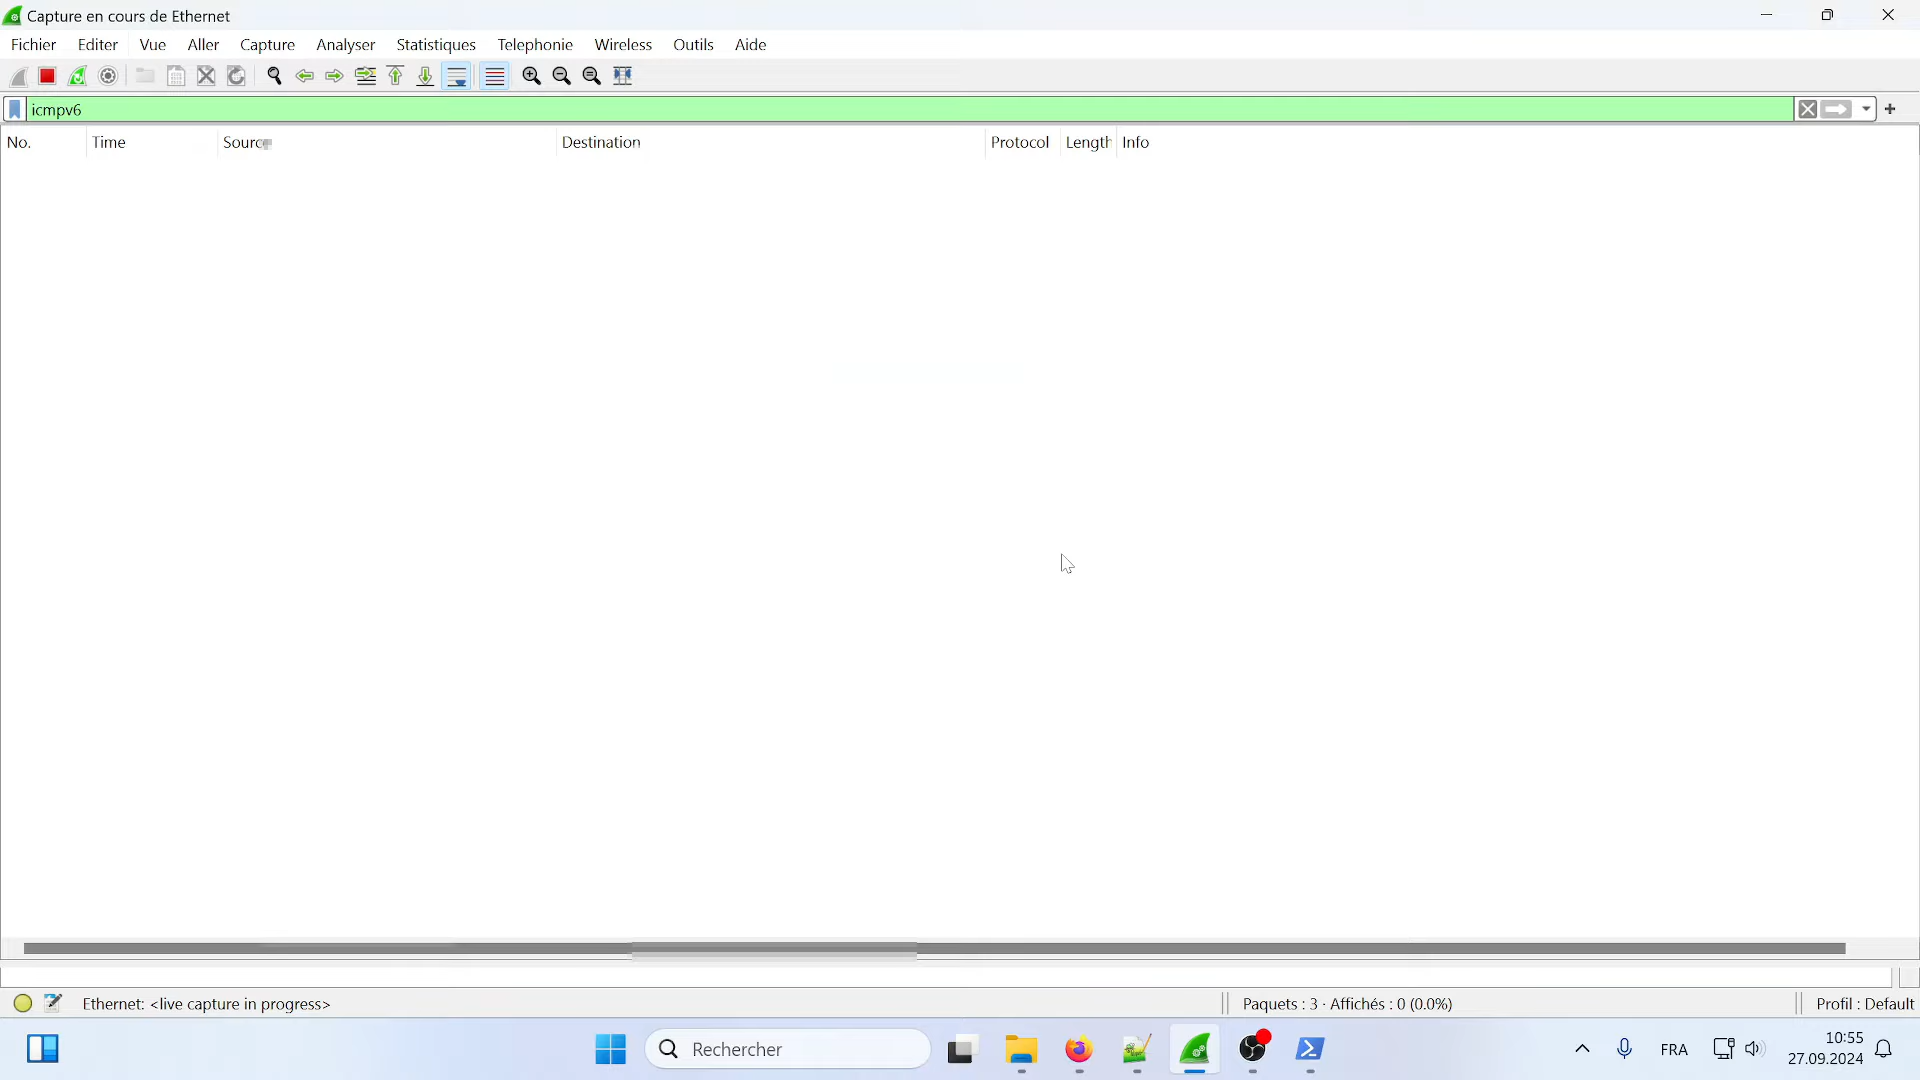 Capture en cours de Ethernet
Fichier Editer Vue Aller Capture Analyser Statistiques Telephonie Wireless Outils Aide
icmpv6
No. Time Source Destination Protocol Length Info
Ethernet: <live capture in progress> Paquets : 3 · Affichés : 0 (0.0%) Profil : Default
Rechercher FRA 10:55
27.09.2024